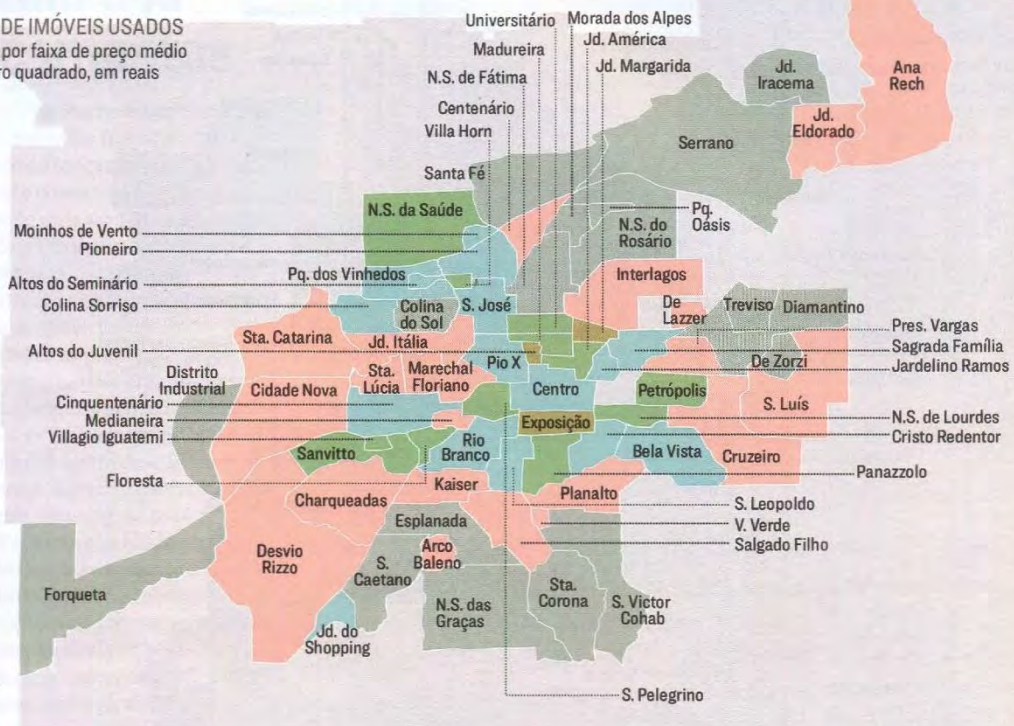 DE IMÓVEIS USADOS
por faixa de preço médio
ro quadrado, em reais
Universitário
Morada dos Alpes
Madureira
Jd. América
N.S. de Fátima
Jd. Margarida
Centenário
Villa Horn
Santa Fé
Jd.
Iracema
Ana
Rech
Jd.
Eldorado
Serrano
N.S. da Saúde
Pq.
Oásis
N.S. do
Rosário
Moinhos de Vento
Pioneiro
Pq. dos Vinhedos
Interlagos
Altos do Seminário
Colina Sorriso
Colina
do Sol
S. José
De
Lazzer
Treviso
Diamantino
Sta. Catarina
Jd. Itália
Pres. Vargas
Sagrada Família
Jardelino Ramos
Altos do Juvenil
Pio X
De Zorzi
Distrito
Industrial
Cidade Nova
Sta.
Lúcia
Marechal
Floriano
Centro
Petrópolis
S. Luís
Cinquentenário
Medianeira
Villagio Iguatemi
Exposição
N.S. de Lourdes
Cristo Redentor
Sanvitto
Rio
Branco
Bela Vista
Cruzeiro
Panazzolo
Floresta
Kaiser
Charqueadas
Planalto
S. Leopoldo
V. Verde
Salgado Filho
Esplanada
Desvio
Rizzo
Arco
Baleno
S.
Caetano
Forqueta
N.S. das
Graças
Sta.
Corona
S. Victor
Cohab
Jd. do
Shopping
S. Pelegrino